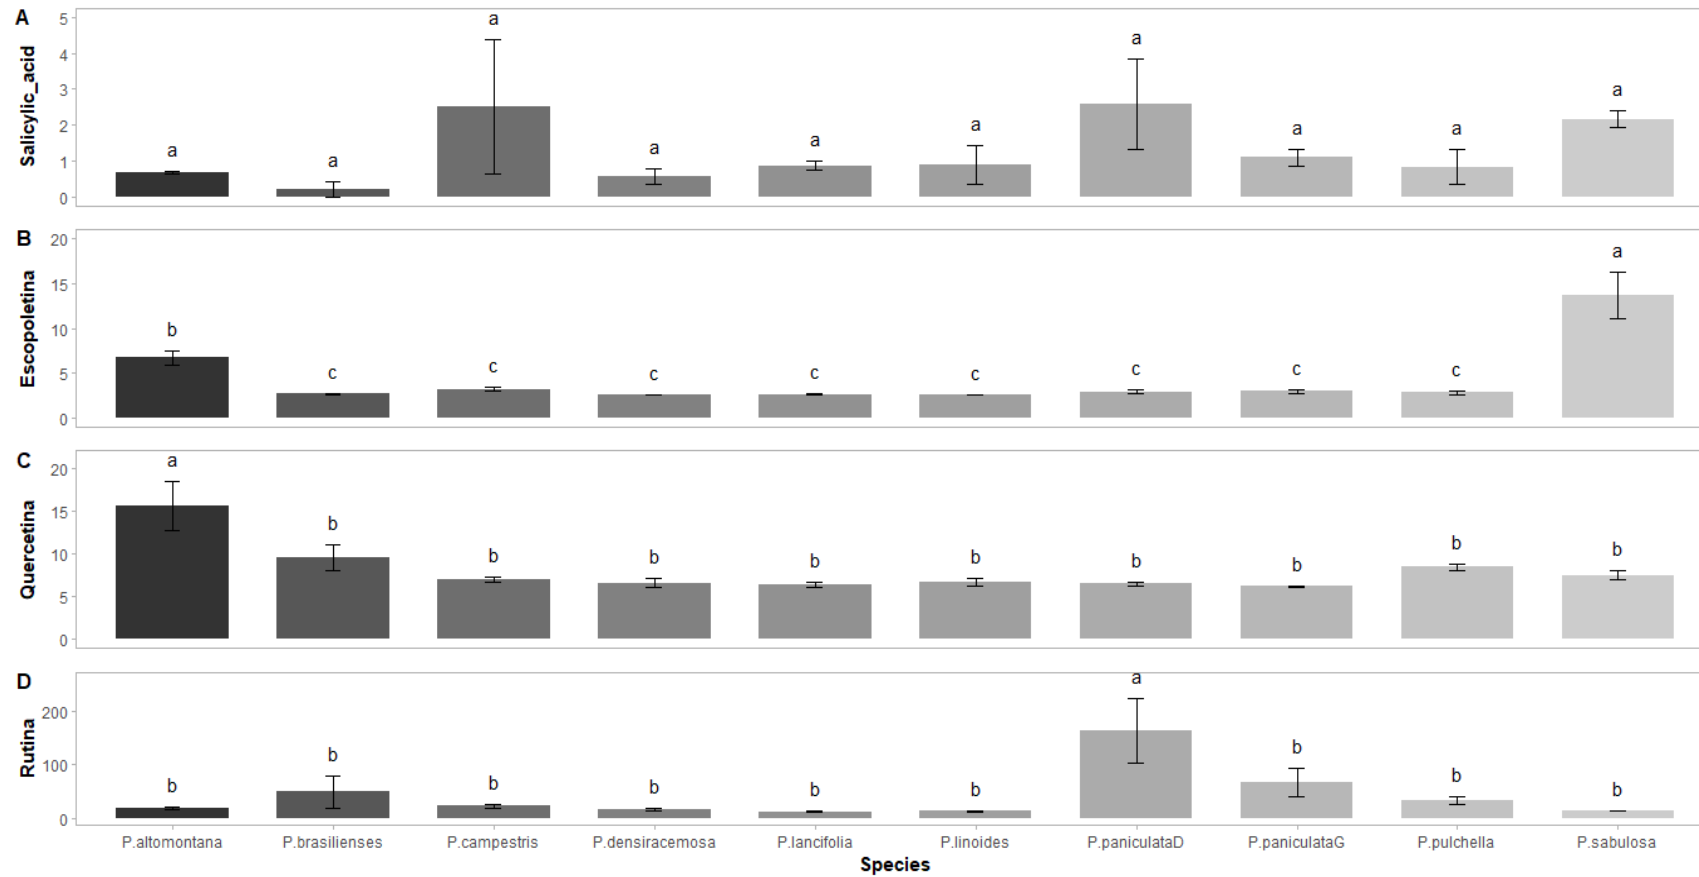 A
Salicylic_acid
5
4
3
2
1
0
a a a a a a a a a a
B
Escopoletina
20
15
10
5
0
b c c c c c c c c a
C
Quercetina
20
15
10
5
0
a b b b b b b b b b
D
Rutina
200
100
0
b b b b b b a b b b
P.altomontana P.brasilienses P.campestris P.densiracemosa P.lancifolia P.linoides P.paniculataD P.paniculataG P.pulchella P.sabulosa
Species